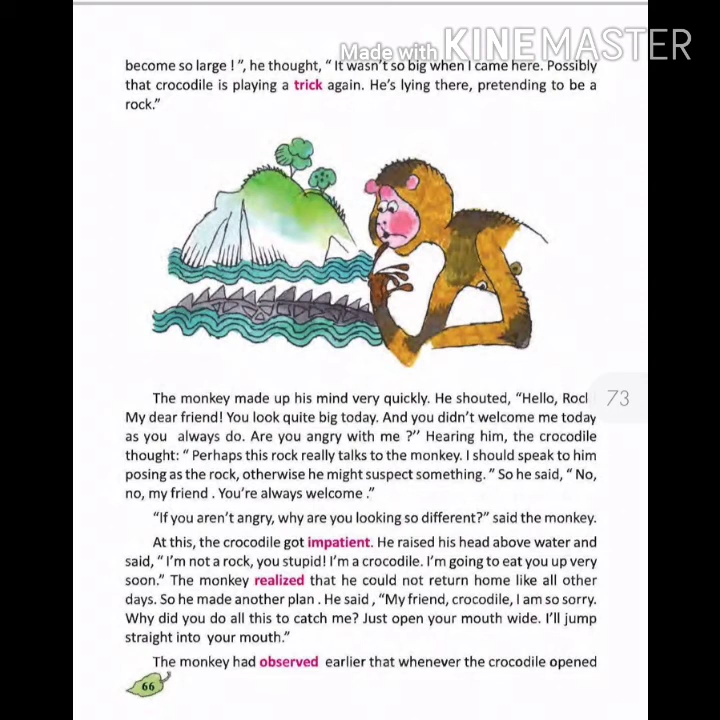 Made with KINEMASTER
become so large ! ”, he thought, “ It wasn’t so big when I came here. Possibly
that crocodile is playing a trick again. He’s lying there, pretending to be a
rock.”
The monkey made up his mind very quickly. He shouted, “Hello,
My dear friend! You look quite big today. And you didn’t welcome me today
as you always do. Are you angry with me ?’’ Hearing him, the crocodile
thought: “ Perhaps this rock really talks to the monkey. I should speak to him
posing as the rock, otherwise he might suspect something. ” So he said, “ No,
no, my friend . You’re always welcome .”
“If you aren’t angry, why are you looking so different?” said the monkey.
At this, the crocodile got impatient. He raised his head above water and
said, “ I’m not a rock, you stupid! I’m a crocodile. I’m going to eat you up very
soon.” The monkey realized that he could not return home like all other
days. So he made another plan . He said , “My friend, crocodile, I am so sorry.
Why did you do all this to catch me? Just open your mouth wide. I’ll jump
straight into your mouth.”
The monkey had observed earlier that whenever the crocodile opened
66
73